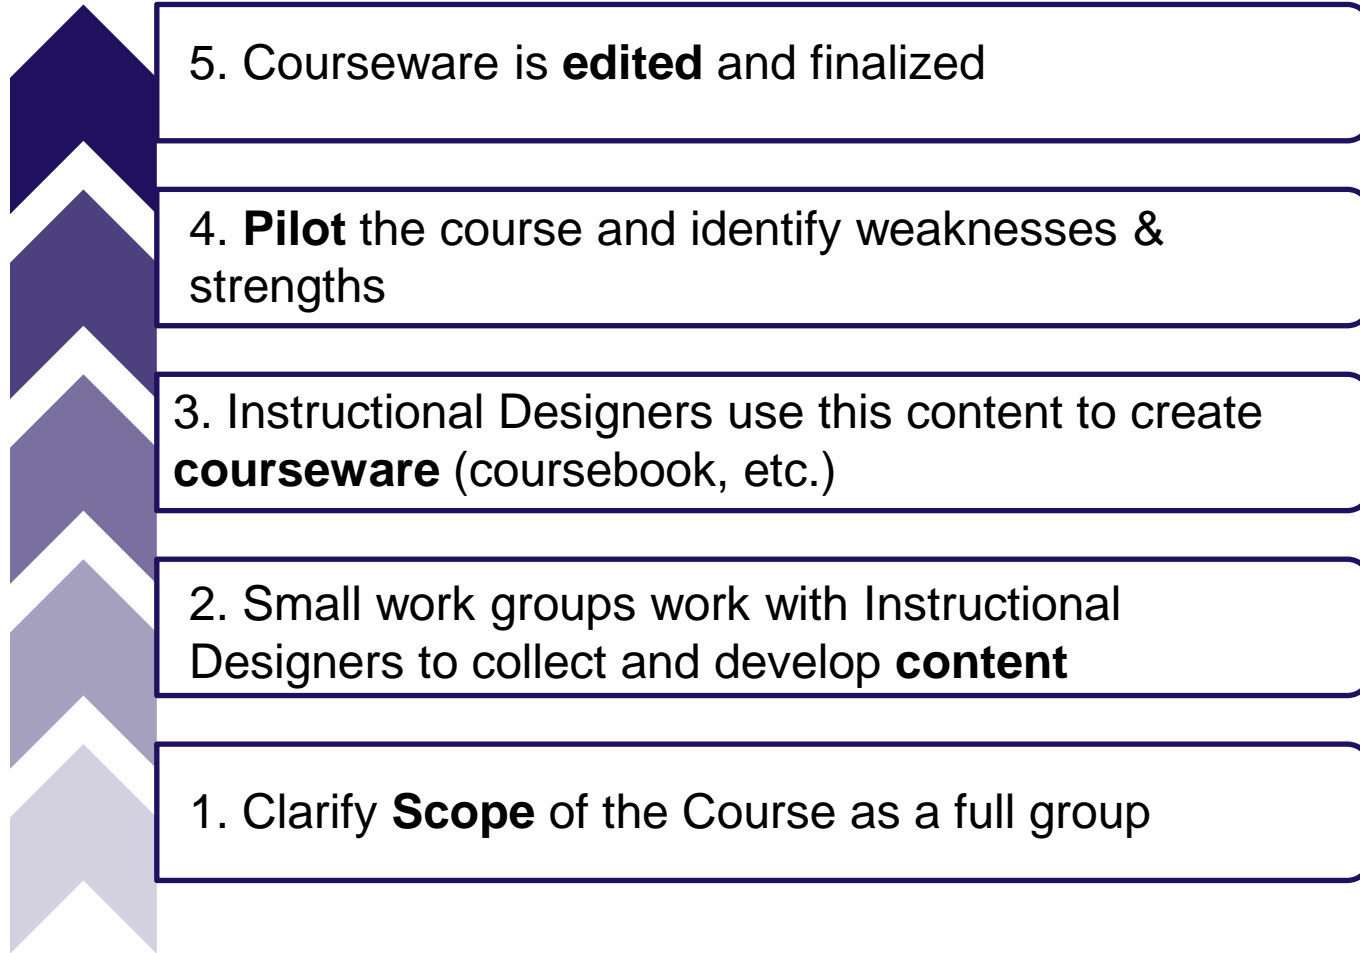 5. Courseware is edited and finalized
4. Pilot the course and identify weaknesses &
strengths
3. Instructional Designers use this content to create
courseware (coursebook, etc.)
2. Small work groups work with Instructional
Designers to collect and develop content
1. Clarify Scope of the Course as a full group